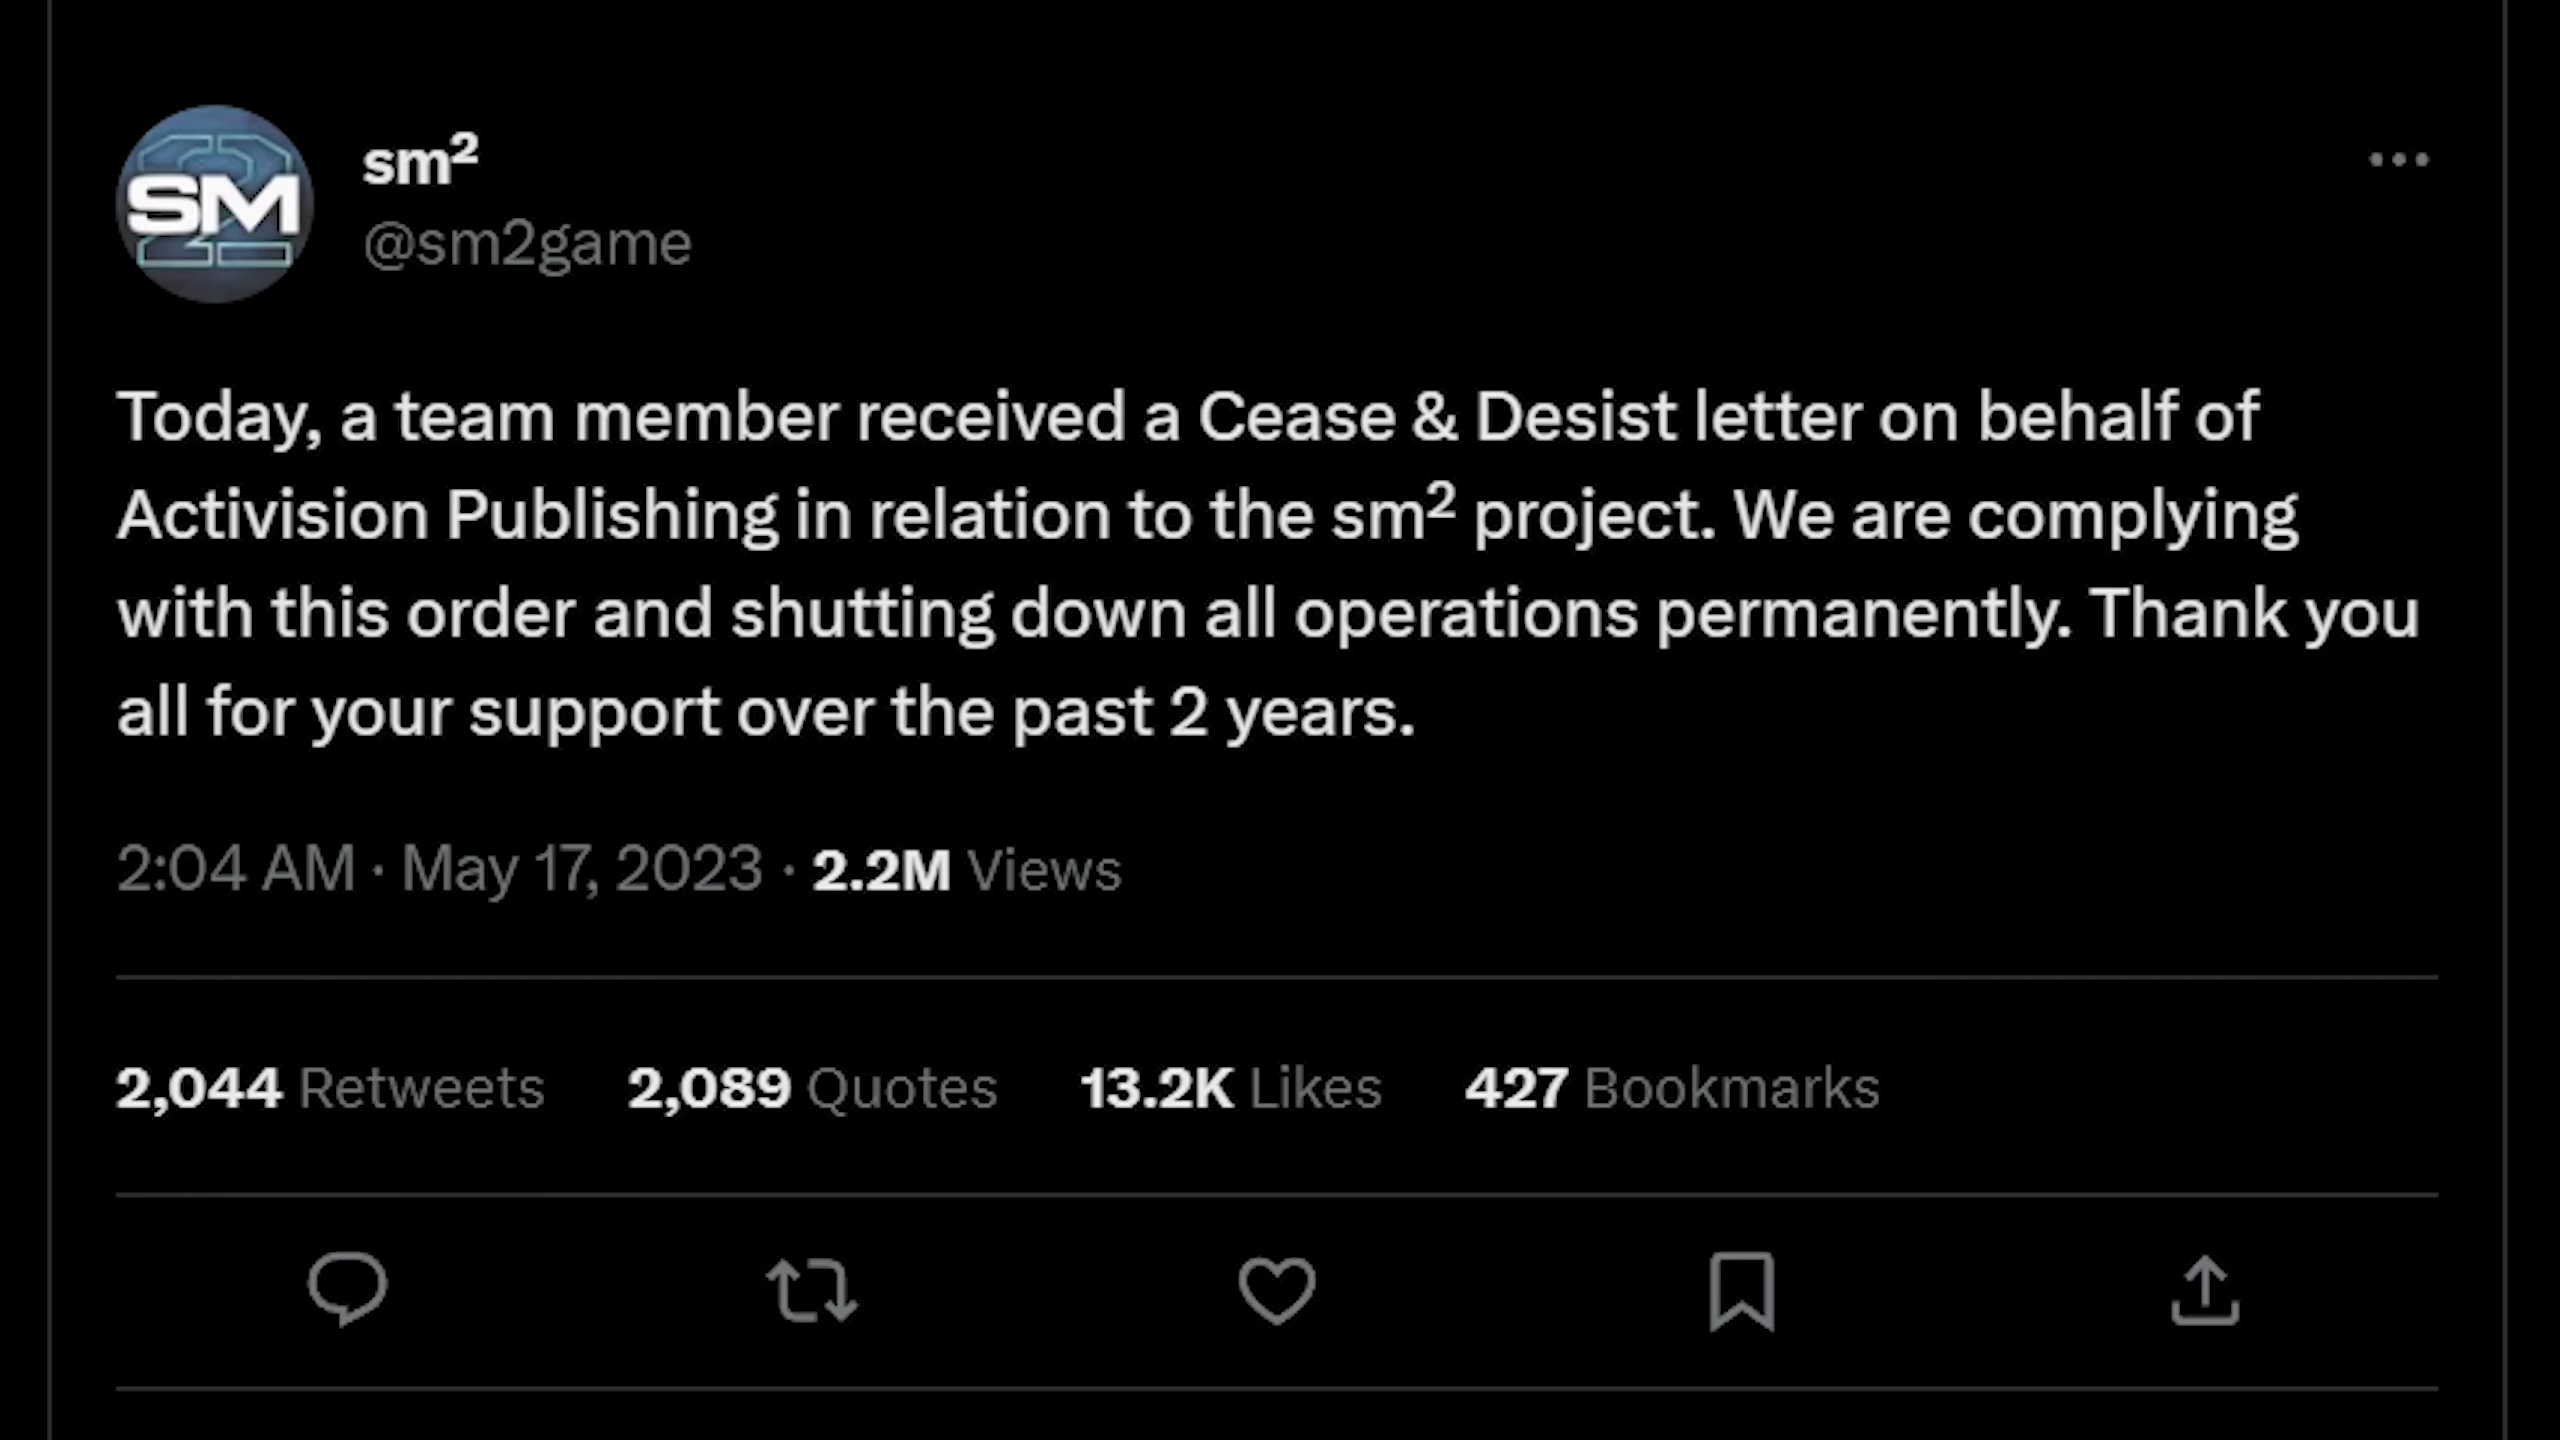 SM
2
sm²
@sm2game
Today, a team member received a Cease & Desist letter on behalf of
Activision Publishing in relation to the sm² project. We are complying
with this order and shutting down all operations permanently. Thank you
all for your support over the past 2 years.
2:04 AM · May 17, 2023 · 2.2M Views
2,044 Retweets 2,089 Quotes 13.2K Likes 427 Bookmarks